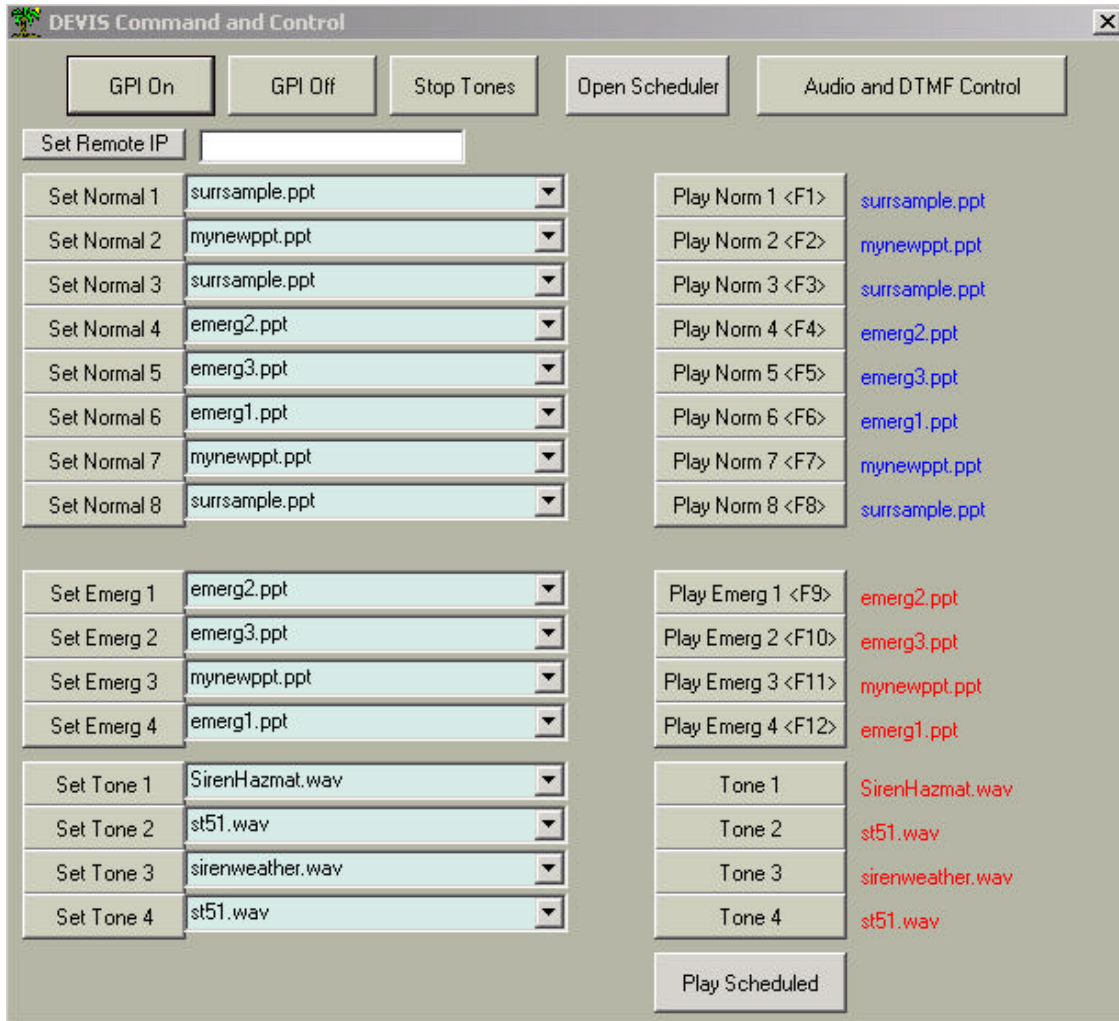 DEVIS Command and Control
GPI On GPI Off Stop Tones Open Scheduler Audio and DTMF Control
Set Remote IP
Set Normal 1 surrsample.ppt Play Norm 1 <F1> surrsample.ppt
Set Normal 2 mynewppt.ppt Play Norm 2 <F2> mynewppt.ppt
Set Normal 3 surrsample.ppt Play Norm 3 <F3> surrsample.ppt
Set Normal 4 emerg2.ppt Play Norm 4 <F4> emerg2.ppt
Set Normal 5 emerg3.ppt Play Norm 5 <F5> emerg3.ppt
Set Normal 6 emerg1.ppt Play Norm 6 <F6> emerg1.ppt
Set Normal 7 mynewppt.ppt Play Norm 7 <F7> mynewppt.ppt
Set Normal 8 surrsample.ppt Play Norm 8 <F8> surrsample.ppt
Set Emerg 1 emerg2.ppt Play Emerg 1 <F9> emerg2.ppt
Set Emerg 2 emerg3.ppt Play Emerg 2 <F10> emerg3.ppt
Set Emerg 3 mynewppt.ppt Play Emerg 3 <F11> mynewppt.ppt
Set Emerg 4 emerg1.ppt Play Emerg 4 <F12> emerg1.ppt
Set Tone 1 SirenHazmat.wav Tone 1 SirenHazmat.wav
Set Tone 2 st51.wav Tone 2 st51.wav
Set Tone 3 sirenweather.wav Tone 3 sirenweather.wav
Set Tone 4 st51.wav Tone 4 st51.wav
Play Scheduled